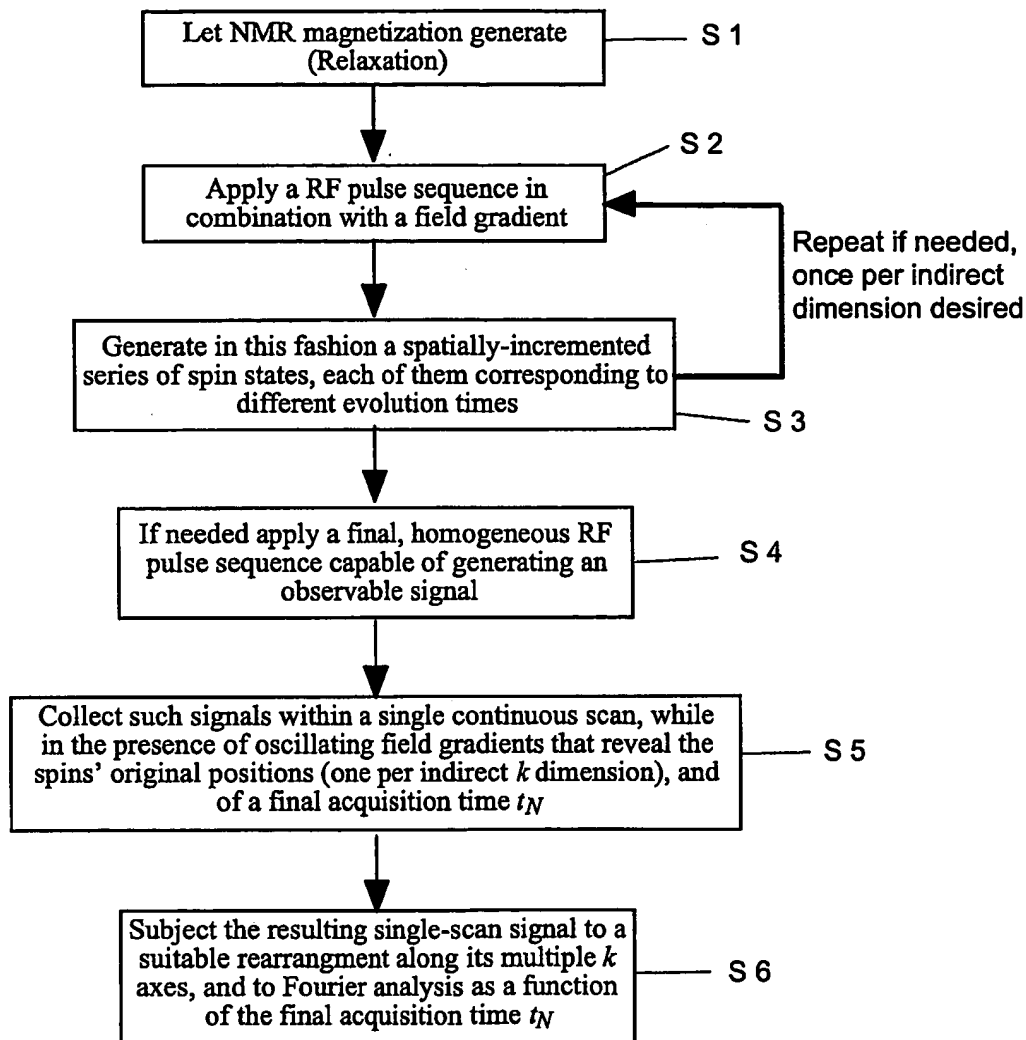 Let NMR magnetization generate
(Relaxation)
S 1
S 2
Apply a RF pulse sequence in
combination with a field gradient
Repeat if needed,
once per indirect
dimension desired
Generate in this fashion a spatially-incremented
series of spin states, each of them corresponding to
different evolution times
S 3
If needed apply a final, homogeneous RF
pulse sequence capable of generating an
observable signal
S 4
Collect such signals within a single continuous scan, while
in the presence of oscillating field gradients that reveal the
spins' original positions (one per indirect k dimension), and
of a final acquisition time tN
S 5
Subject the resulting single-scan signal to a
suitable rearrangment along its multiple k
axes, and to Fourier analysis as a function
of the final acquisition time tN
S 6